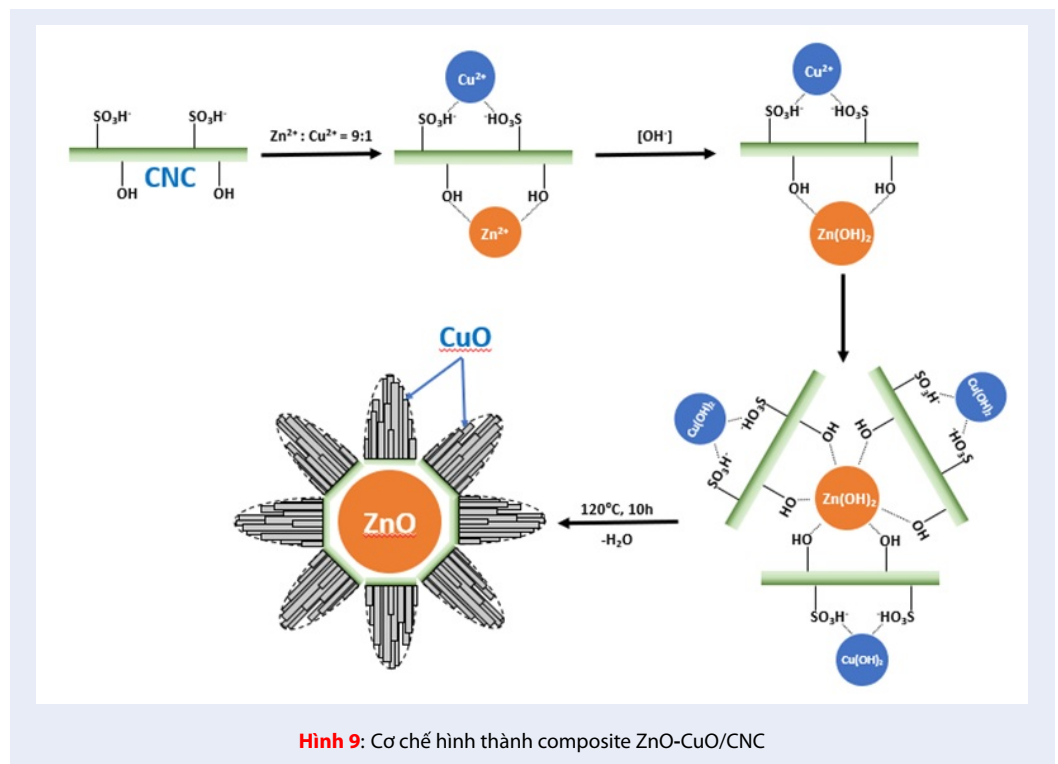 SO₃H⁻ SO₃H⁻
CNC
OH OH
Zn²⁺ : Cu²⁺ = 9:1
Cu²⁺
SO₃H⁻ ⁻HO₃S
OH HO
Zn²⁺
[OH⁻]
Cu²⁺
SO₃H⁻ ⁻HO₃S
OH HO
Zn(OH)₂
SO₃H⁻
Cu(OH)₂
⁻HO₃S
⁻HO₃S
Cu(OH)₂
SO₃H⁻
OH HO
Zn(OH)₂
HO OH
HO OH
SO₃H⁻ ⁻HO₃S
Cu(OH)₂
120°C, 10h
-H₂O
CuO
ZnO
Hình 9: Cơ chế hình thành composite ZnO-CuO/CNC